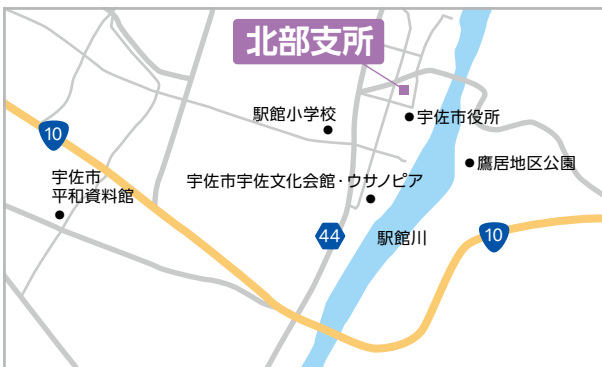 北部支所
駅館小学校
宇佐市役所
10
鷹居地区公園
宇佐市
平和資料館
宇佐市宇佐文化会館・ウサノピア
44
駅館川
10